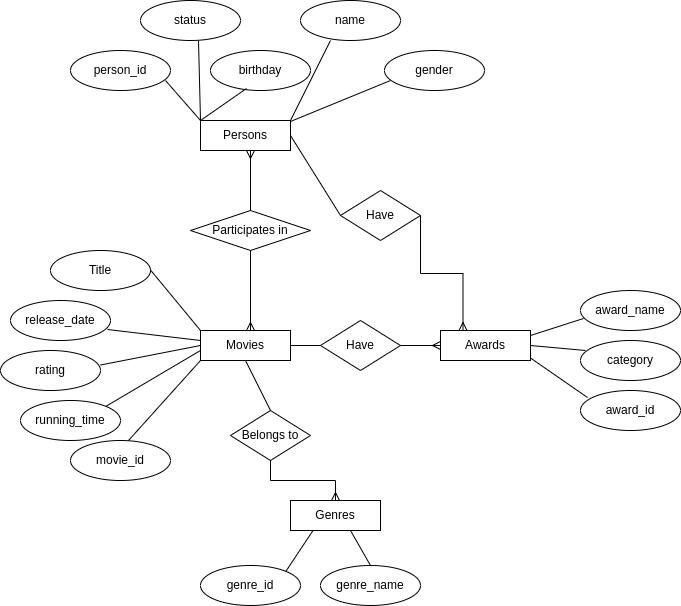 status
name
person_id
birthday
gender
Persons
Have
Participates in
Title
release_date
award_name
Movies
Have
Awards
category
rating
award_id
running_time
Belongs to
movie_id
Genres
genre_id
genre_name